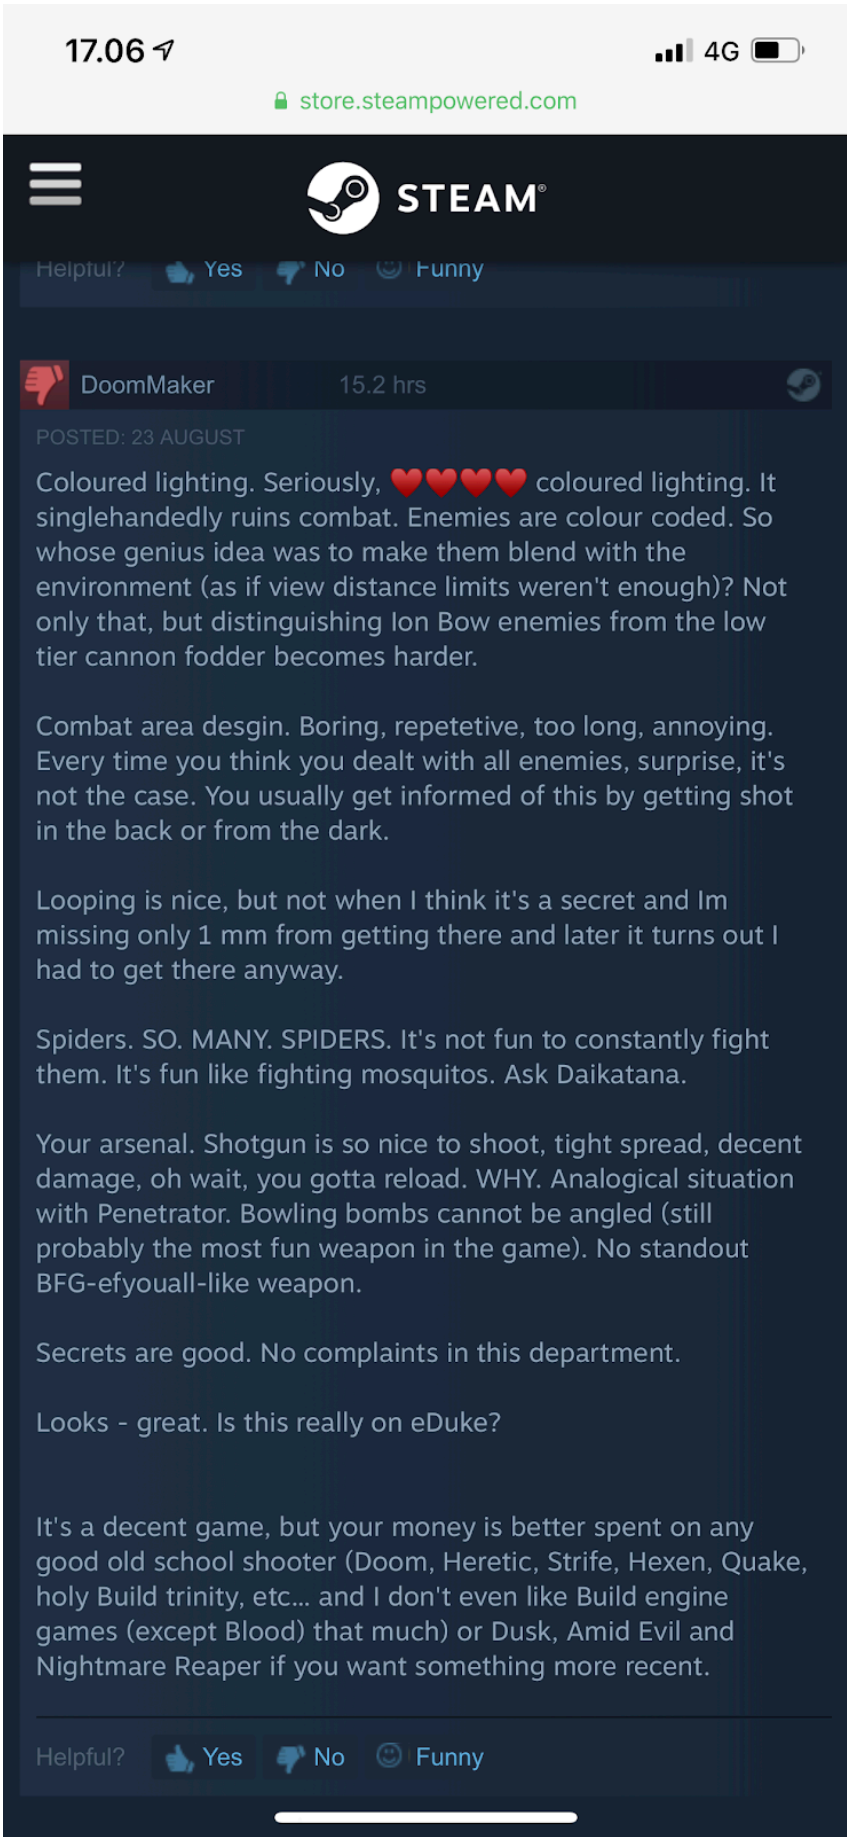 17.06
4G
store.steampowered.com
STEAM®
Helpful? Yes No Funny
DoomMaker 15.2 hrs
POSTED: 23 AUGUST
Coloured lighting. Seriously, ♥♥♥♥ coloured lighting. It
singlehandedly ruins combat. Enemies are colour coded. So
whose genius idea was to make them blend with the
environment (as if view distance limits weren't enough)? Not
only that, but distinguishing Ion Bow enemies from the low
tier cannon fodder becomes harder.
Combat area desgin. Boring, repetetive, too long, annoying.
Every time you think you dealt with all enemies, surprise, it's
not the case. You usually get informed of this by getting shot
in the back or from the dark.
Looping is nice, but not when I think it's a secret and Im
missing only 1 mm from getting there and later it turns out I
had to get there anyway.
Spiders. SO. MANY. SPIDERS. It's not fun to constantly fight
them. It's fun like fighting mosquitos. Ask Daikatana.
Your arsenal. Shotgun is so nice to shoot, tight spread, decent
damage, oh wait, you gotta reload. WHY. Analogical situation
with Penetrator. Bowling bombs cannot be angled (still
probably the most fun weapon in the game). No standout
BFG-efyouall-like weapon.
Secrets are good. No complaints in this department.
Looks - great. Is this really on eDuke?
It's a decent game, but your money is better spent on any
good old school shooter (Doom, Heretic, Strife, Hexen, Quake,
holy Build trinity, etc... and I don't even like Build engine
games (except Blood) that much) or Dusk, Amid Evil and
Nightmare Reaper if you want something more recent.
Helpful? Yes No Funny